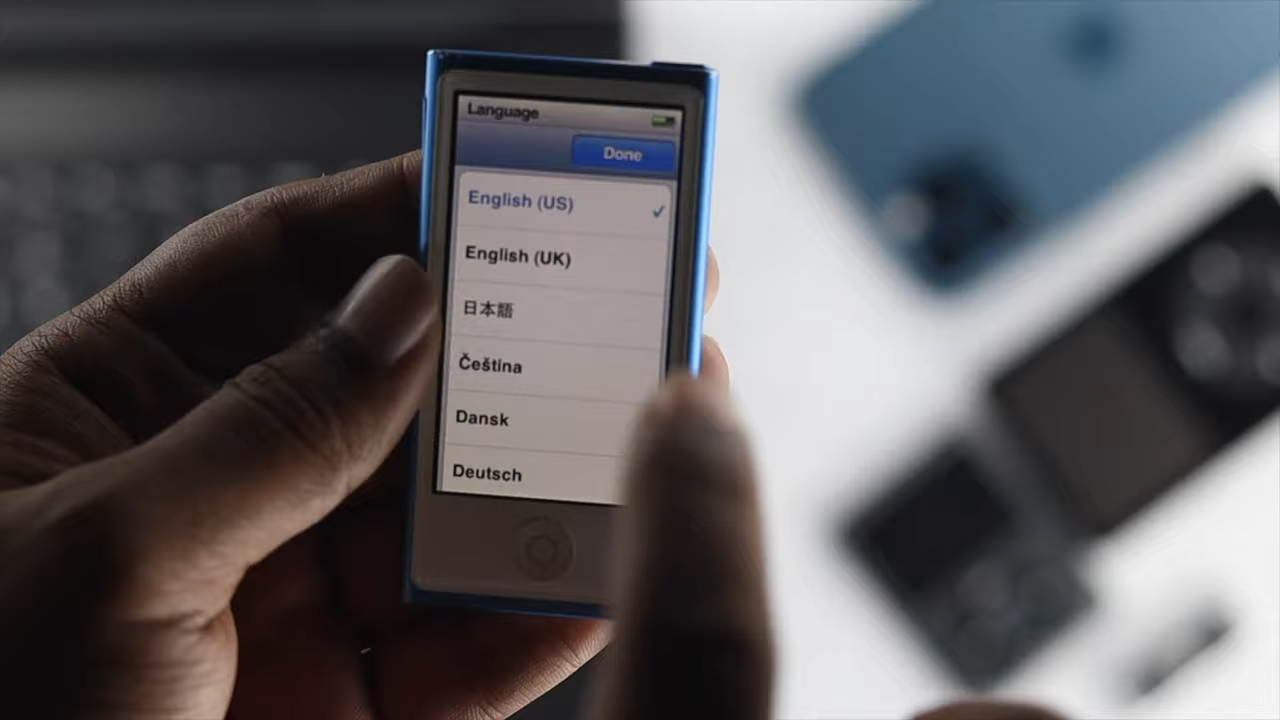 Language
Done
English (US)
English (UK)
日本語
Čeština
Dansk
Deutsch